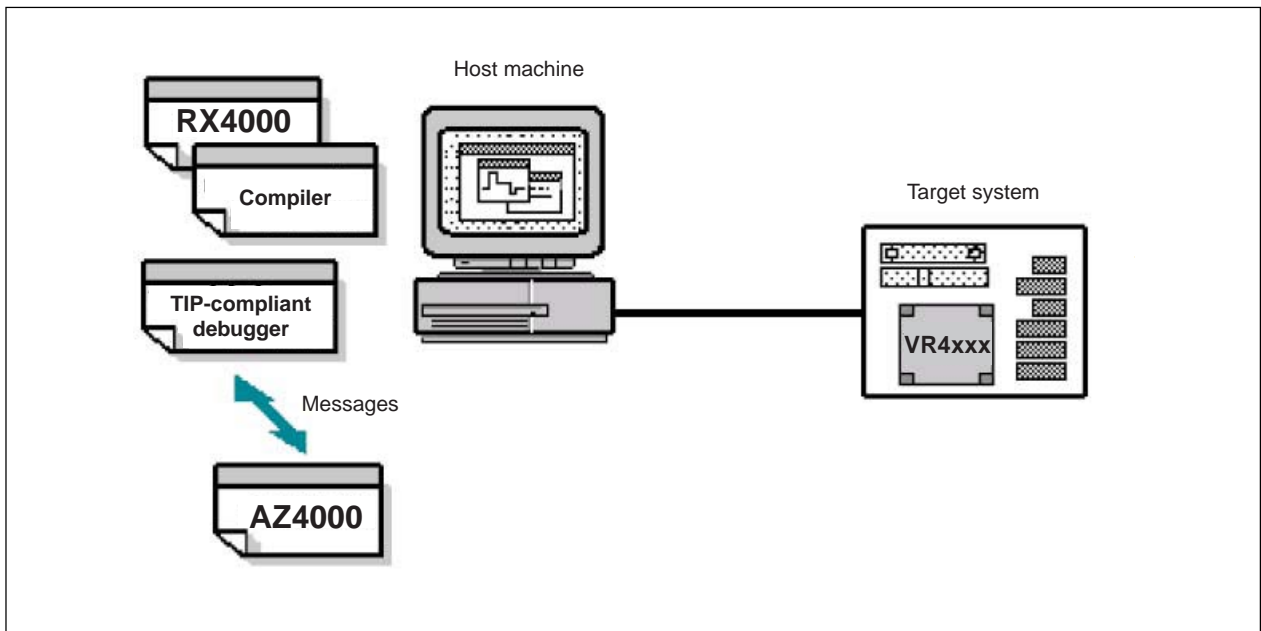 Host machine
RX4000
Compiler
Target system
TIP-compliant
debugger
VR4xxx
Messages
AZ4000